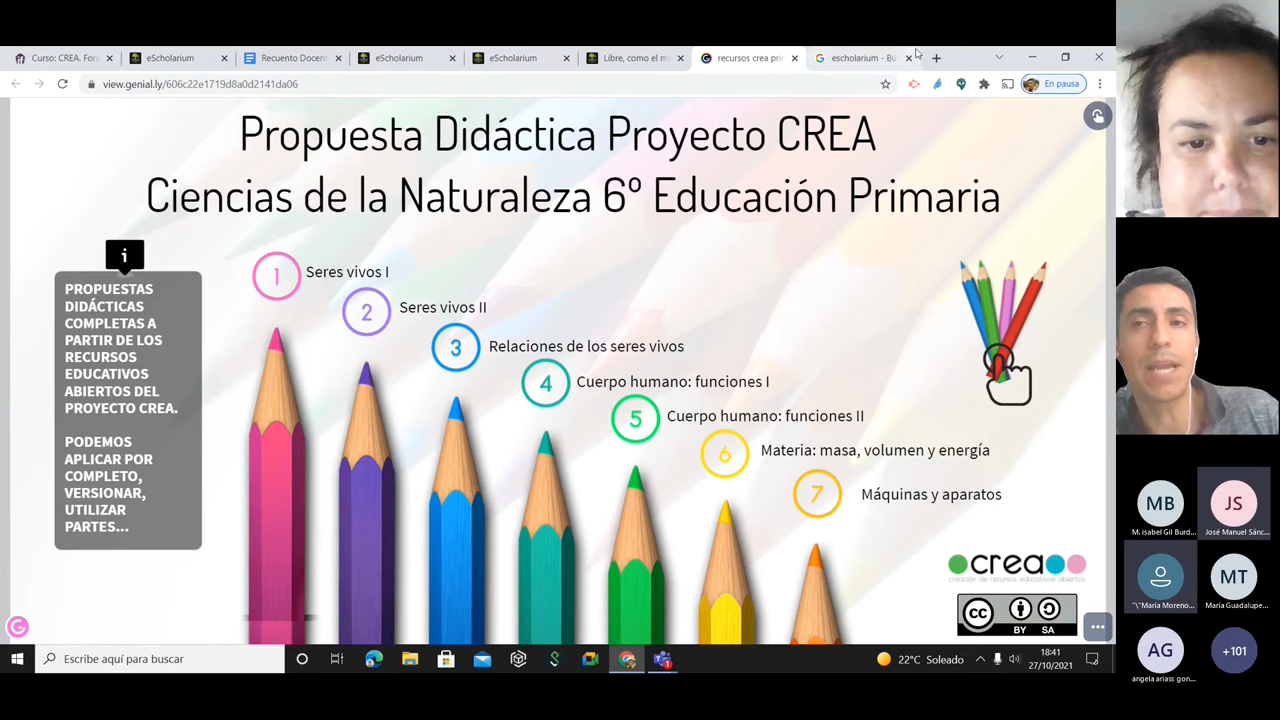 Curso: CREA. For
eScholarium
Recuento Docent
eScholarium
eScholarium
Libre, como el m
recursos crea pri
escholarium - Bú
view.genial.ly/606c22e1719d8a0d2141da06
En pausa
Propuesta Didáctica Proyecto CREA
Ciencias de la Naturaleza 6º Educación Primaria
i
PROPUESTAS
DIDÁCTICAS
COMPLETAS A
PARTIR DE LOS
RECURSOS
EDUCATIVOS
ABIERTOS DEL
PROYECTO CREA.
PODEMOS
APLICAR POR
COMPLETO,
VERSIONAR,
UTILIZAR
PARTES...
1 Seres vivos I
2 Seres vivos II
3 Relaciones de los seres vivos
4 Cuerpo humano: funciones I
5 Cuerpo humano: funciones II
6 Materia: masa, volumen y energía
7 Máquinas y aparatos
crea
creación de recursos educativos abiertos
cc
BY SA
MB
M. isabel Gil Burd...
JS
José Manuel Sánc...
"\"María Moreno...
MT
María Guadalupe...
AG
angela ariass gon...
+101
Escribe aquí para buscar
22°C Soleado
18:41
27/10/2021